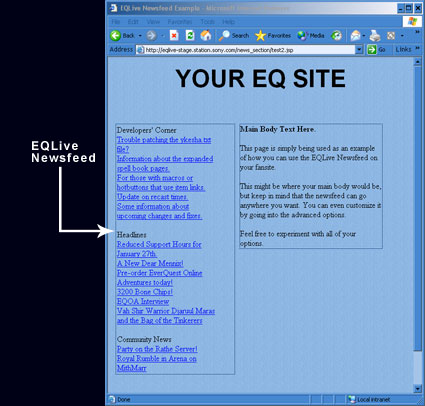 EQLive Newsfeed Example - Microsoft Internet Explorer
File Edit View Favorites Tools Help
Back Search Favorites Media
Address http://eqlive-stage.station.sony.com/news_section/test2.jsp Go Links
YOUR EQ SITE
EQLive
Newsfeed
Developers' Corner
Trouble patching the ykesha txt
file?
Information about the expanded
spell book pages.
For those with macros or
hotbuttons that use item links.
Update on recast times.
Some information about
upcoming changes and fixes.
Headlines
Reduced Support Hours for
January 27th.
A New Dear Menniz!
Pre-order EverQuest Online
Adventures today!
3200 Bone Chips!
EQOA Interview
Vah Shir Warrior Djaruul Maras
and the Bag of the Tinkerers
Community News
Party on the Rathe Server!
Royal Rumble in Arena on
MithMarr
Main Body Text Here.
This page is simply being used as an example
of how you can use the EQLive Newsfeed on
your fansite.
This might be where your main body would be,
but keep in mind that the newsfeed can go
anywhere you want. You can even customize it
by going into the advanced options.
Feel free to experiment with all of your
options.
Done Local intranet